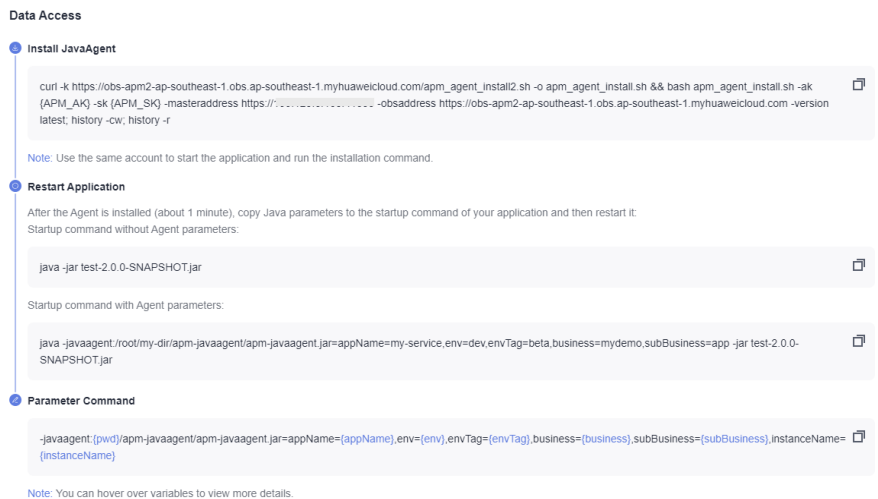 Data Access
Install JavaAgent
curl -k https://obs-apm2-ap-southeast-1.obs.ap-southeast-1.myhuaweicloud.com/apm_agent_install2.sh -o apm_agent_install.sh && bash apm_agent_install.sh -ak
{APM_AK} -sk {APM_SK} -masteraddress https:// -obsaddress https://obs-apm2-ap-southeast-1.obs.ap-southeast-1.myhuaweicloud.com -version
latest; history -cw; history -r
Note: Use the same account to start the application and run the installation command.
Restart Application
After the Agent is installed (about 1 minute), copy Java parameters to the startup command of your application and then restart it:
Startup command without Agent parameters:
java -jar test-2.0.0-SNAPSHOT.jar
Startup command with Agent parameters:
java -javaagent:/root/my-dir/apm-javaagent/apm-javaagent.jar=appName=my-service,env=dev,envTag=beta,business=mydemo,subBusiness=app -jar test-2.0.0-
SNAPSHOT.jar
Parameter Command
-javaagent:{pwd}/apm-javaagent/apm-javaagent.jar=appName={appName},env={env},envTag={envTag},business={business},subBusiness={subBusiness},instanceName=
{instanceName}
Note: You can hover over variables to view more details.